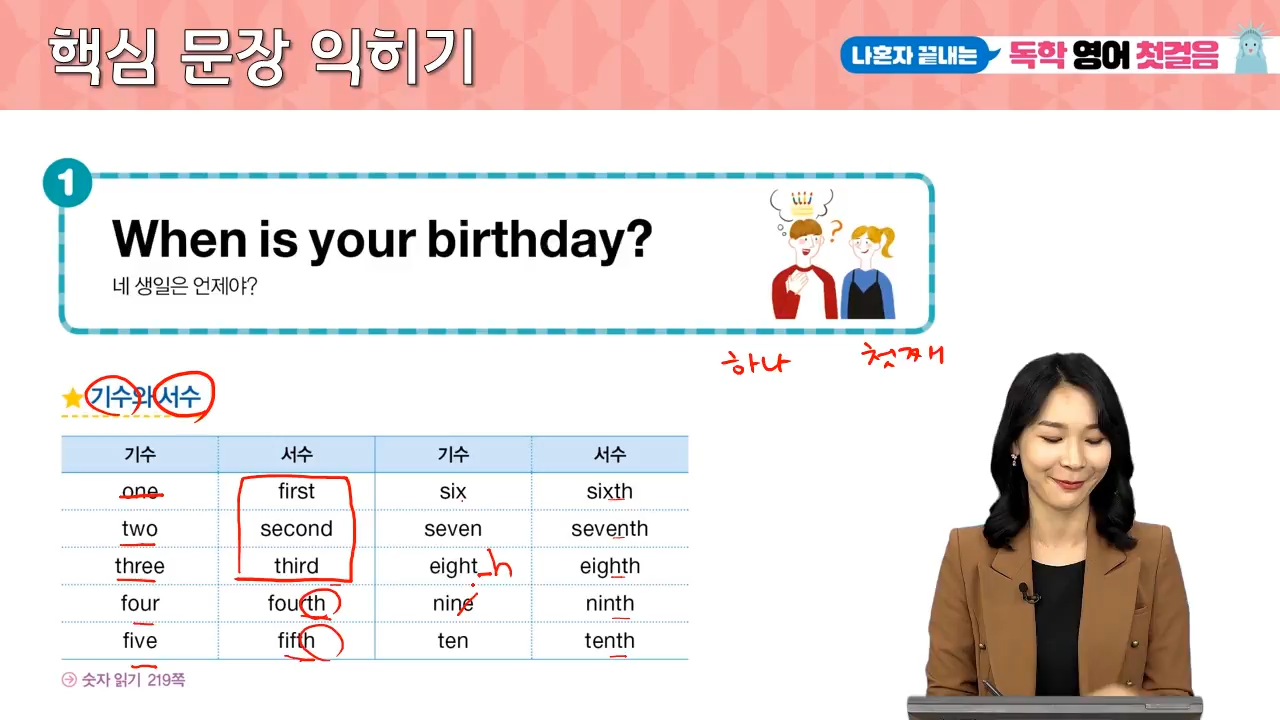 핵심 문장 익히기
나혼자 끝내는 독학 영어 첫걸음
1
When is your birthday?
네 생일은 언제야?
?
하나 첫째
기수와 서수
기수 서수 기수 서수
one first six sixth
two second seven seventh
three third eight eighth
h
four fourth nine ninth
five fifth ten tenth
숫자 읽기 219쪽